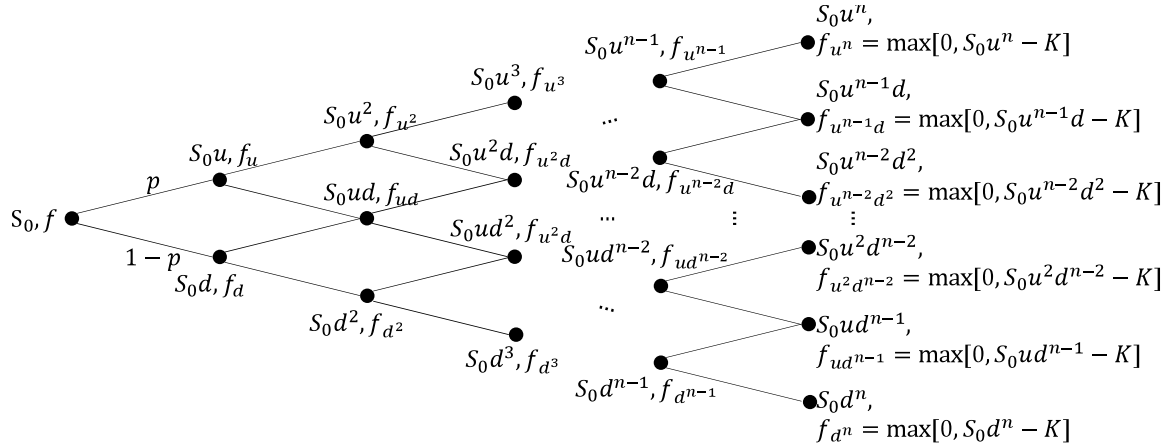 S₀uⁿ,
f_{uⁿ} = max[0, S₀uⁿ − K]
S₀uⁿ⁻¹, f_{uⁿ⁻¹}
S₀u³, f_{u³}
S₀uⁿ⁻¹d,
f_{uⁿ⁻¹d} = max[0, S₀uⁿ⁻¹d − K]
...
S₀u², f_{u²}
S₀u, f_u
S₀u²d, f_{u²d}
S₀uⁿ⁻²d, f_{uⁿ⁻²d}
S₀uⁿ⁻²d²,
f_{uⁿ⁻²d²} = max[0, S₀uⁿ⁻²d² − K]
p
S₀ud, f_{ud}
S₀, f
... ⋮ ⋮
1 − p
S₀ud², f_{u²d}
S₀udⁿ⁻², f_{udⁿ⁻²}
S₀u²dⁿ⁻²,
f_{u²dⁿ⁻²} = max[0, S₀u²dⁿ⁻² − K]
S₀d, f_d
...
S₀d², f_{d²}
S₀udⁿ⁻¹,
f_{udⁿ⁻¹} = max[0, S₀udⁿ⁻¹ − K]
S₀d³, f_{d³}
S₀dⁿ⁻¹, f_{dⁿ⁻¹}
S₀dⁿ,
f_{dⁿ} = max[0, S₀dⁿ − K]